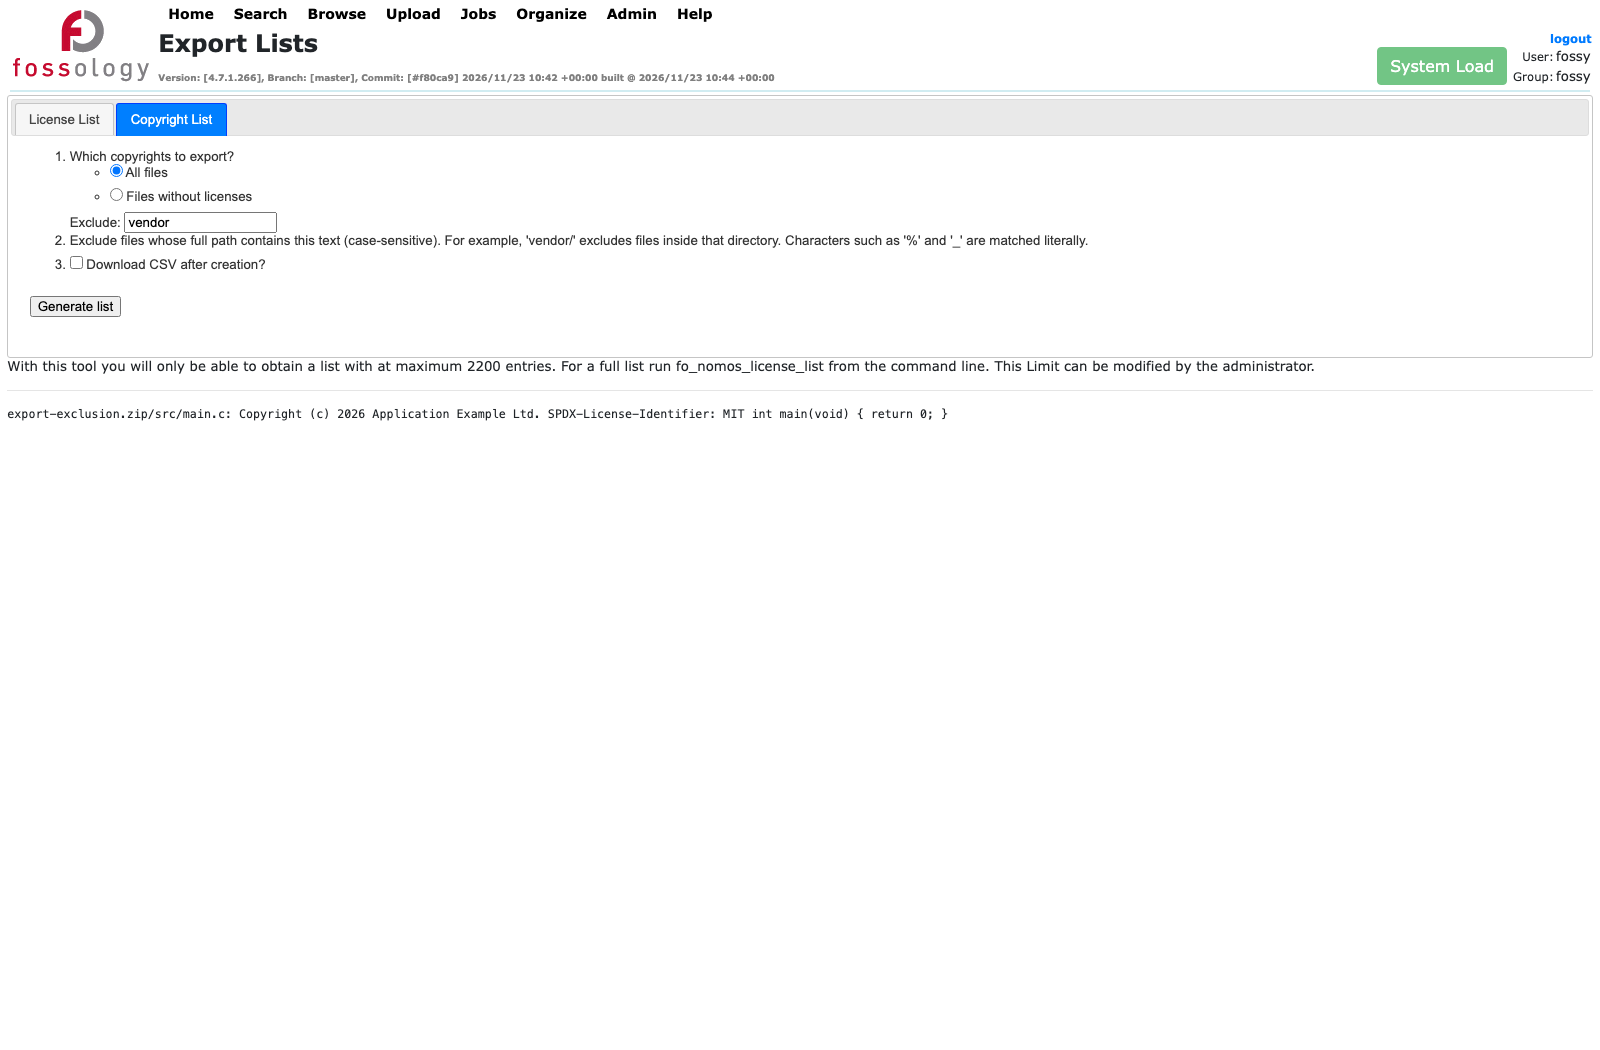 Home Search Browse Upload Jobs Organize Admin Help
fossology
Export Lists
Version: [4.7.1.266], Branch: [master], Commit: [#f80ca9] 2026/11/23 10:42 +00:00 built @ 2026/11/23 10:44 +00:00
System Load
logout
User: fossy
Group: fossy
License List
Copyright List
1. Which copyrights to export?
All files
Files without licenses
Exclude: vendor
2. Exclude files whose full path contains this text (case-sensitive). For example, 'vendor/' excludes files inside that directory. Characters such as '%' and '_' are matched literally.
3. Download CSV after creation?
Generate list
With this tool you will only be able to obtain a list with at maximum 2200 entries. For a full list run fo_nomos_license_list from the command line. This Limit can be modified by the administrator.
export-exclusion.zip/src/main.c: Copyright (c) 2026 Application Example Ltd. SPDX-License-Identifier: MIT int main(void) { return 0; }